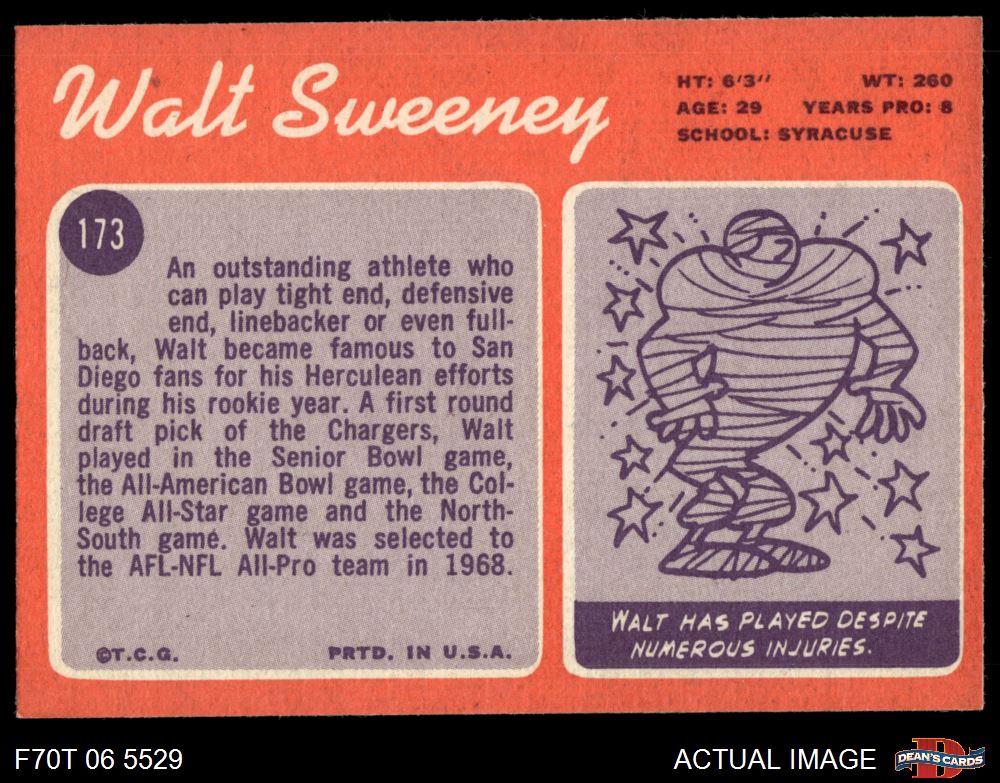 Walt Sweeney
HT: 6'3'' WT: 260
AGE: 29 YEARS PRO: 8
SCHOOL: SYRACUSE
173
An outstanding athlete who
can play tight end, defensive
end, linebacker or even full-
back, Walt became famous to San
Diego fans for his Herculean efforts
during his rookie year. A first round
draft pick of the Chargers, Walt
played in the Senior Bowl game,
the All-American Bowl game, the Col-
lege All-Star game and the North-
South game. Walt was selected to
the AFL-NFL All-Pro team in 1968.
©T.C.G. PRTD. IN U.S.A.
WALT HAS PLAYED DESPITE
NUMEROUS INJURIES.
F70T 06 5529
ACTUAL IMAGE
D
DEAN'S CARDS